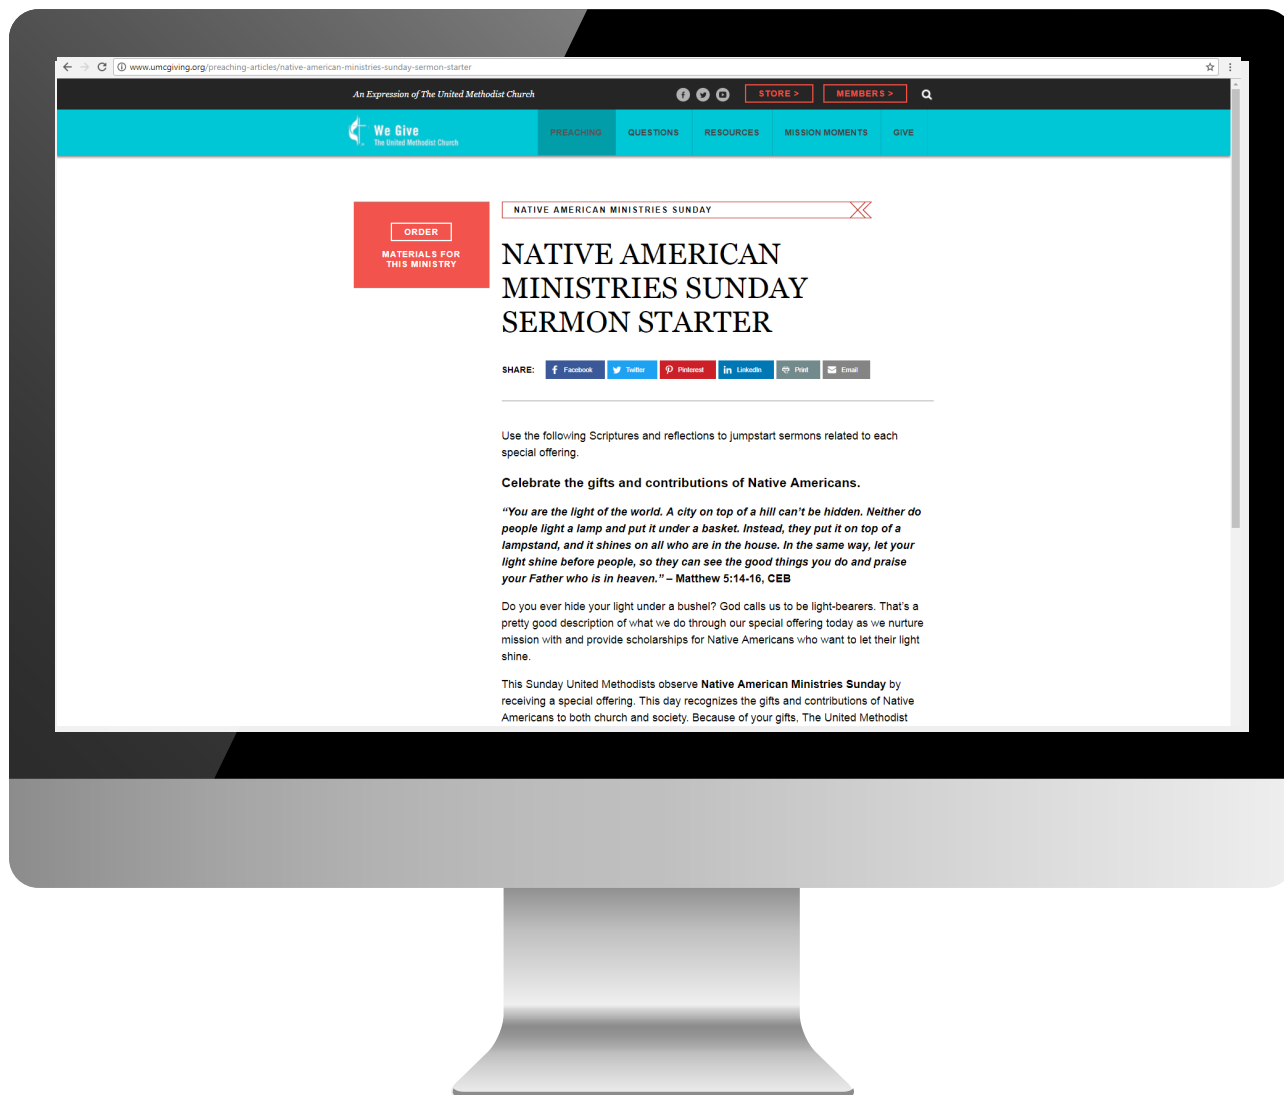 www.umcgiving.org/preaching-articles/native-american-ministries-sunday-sermon-starter
An Expression of The United Methodist Church
STORE >
MEMBERS >
We Give
The United Methodist Church
PREACHING
QUESTIONS
RESOURCES
MISSION MOMENTS
GIVE
ORDER
MATERIALS FOR
THIS MINISTRY
NATIVE AMERICAN MINISTRIES SUNDAY
NATIVE AMERICAN
MINISTRIES SUNDAY
SERMON STARTER
SHARE:
Facebook
Twitter
Pinterest
LinkedIn
Print
Email
Use the following Scriptures and reflections to jumpstart sermons related to each
special offering.
Celebrate the gifts and contributions of Native Americans.
“You are the light of the world. A city on top of a hill can’t be hidden. Neither do
people light a lamp and put it under a basket. Instead, they put it on top of a
lampstand, and it shines on all who are in the house. In the same way, let your
light shine before people, so they can see the good things you do and praise
your Father who is in heaven.” – Matthew 5:14-16, CEB
Do you ever hide your light under a bushel? God calls us to be light-bearers. That’s a
pretty good description of what we do through our special offering today as we nurture
mission with and provide scholarships for Native Americans who want to let their light
shine.
This Sunday United Methodists observe Native American Ministries Sunday by
receiving a special offering. This day recognizes the gifts and contributions of Native
Americans to both church and society. Because of your gifts, The United Methodist